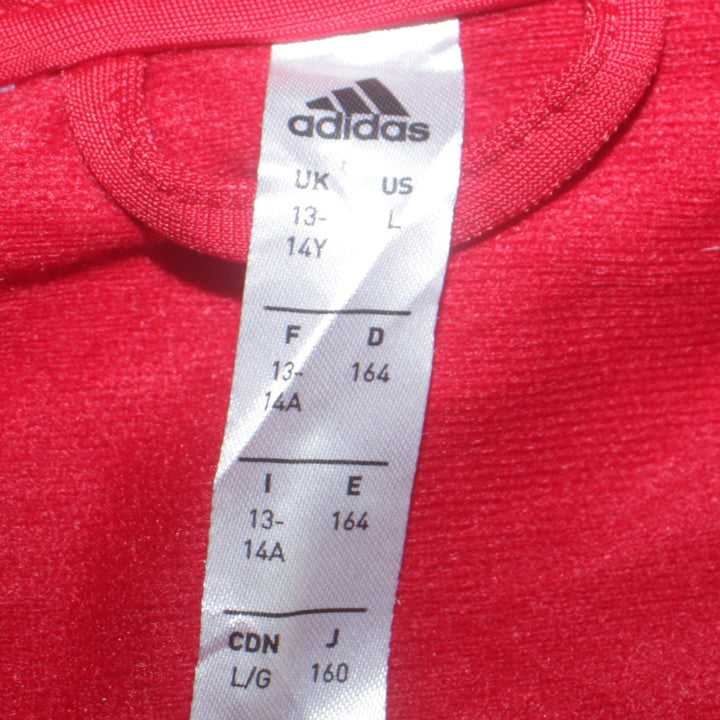 adidas
UK US
13- L
14Y
F D
13- 164
14A
I E
13- 164
14A
CDN J
L/G 160